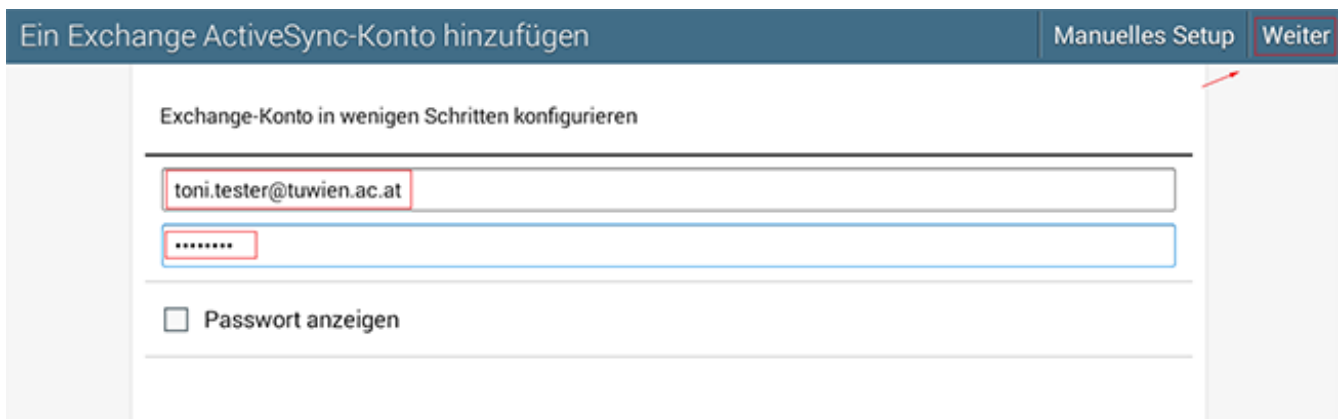 Ein Exchange ActiveSync-Konto hinzufügen Manuelles Setup Weiter
Exchange-Konto in wenigen Schritten konfigurieren
toni.tester@tuwien.ac.at
••••••••
Passwort anzeigen